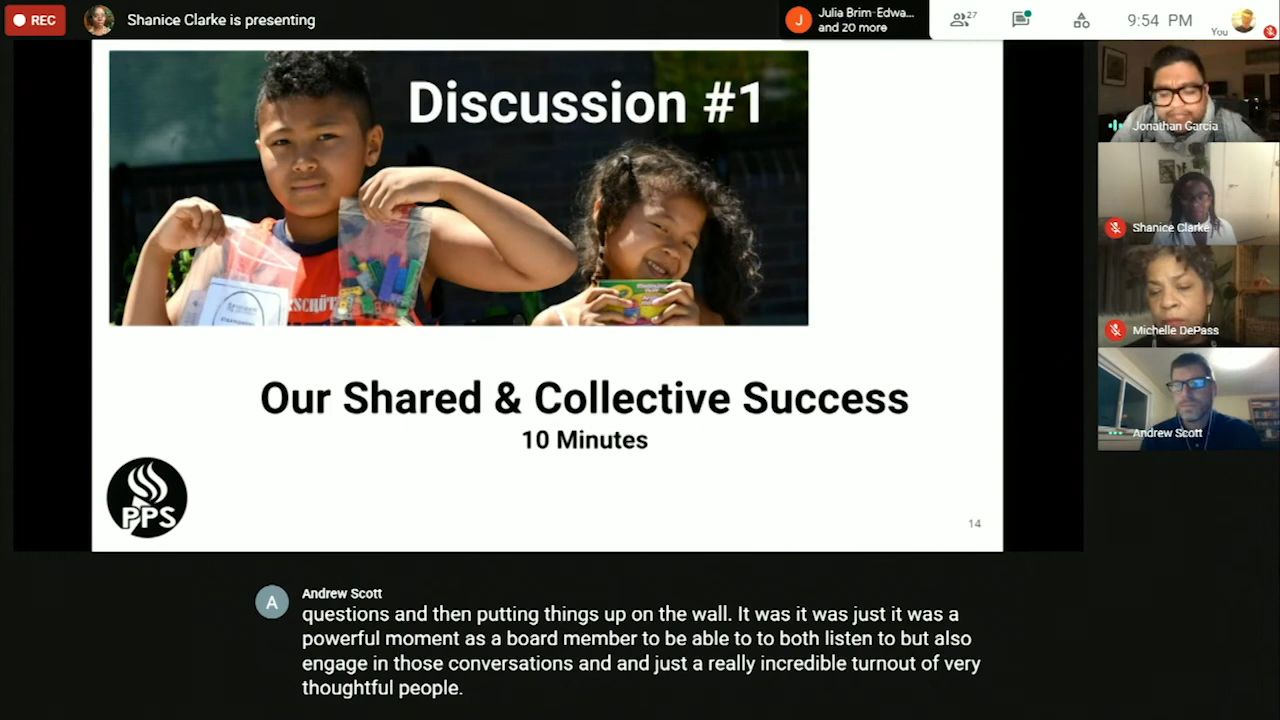 REC
Shanice Clarke is presenting
J
Julia Brim-Edwa...
and 20 more
27
9:54 PM
You
Discussion #1
Jonathan Garcia
Shanice Clarke
Michelle DePass
Andrew Scott
Our Shared & Collective Success
10 Minutes
PPS
14
A
Andrew Scott
questions and then putting things up on the wall. It was it was just it was a
powerful moment as a board member to be able to to both listen to but also
engage in those conversations and and just a really incredible turnout of very
thoughtful people.